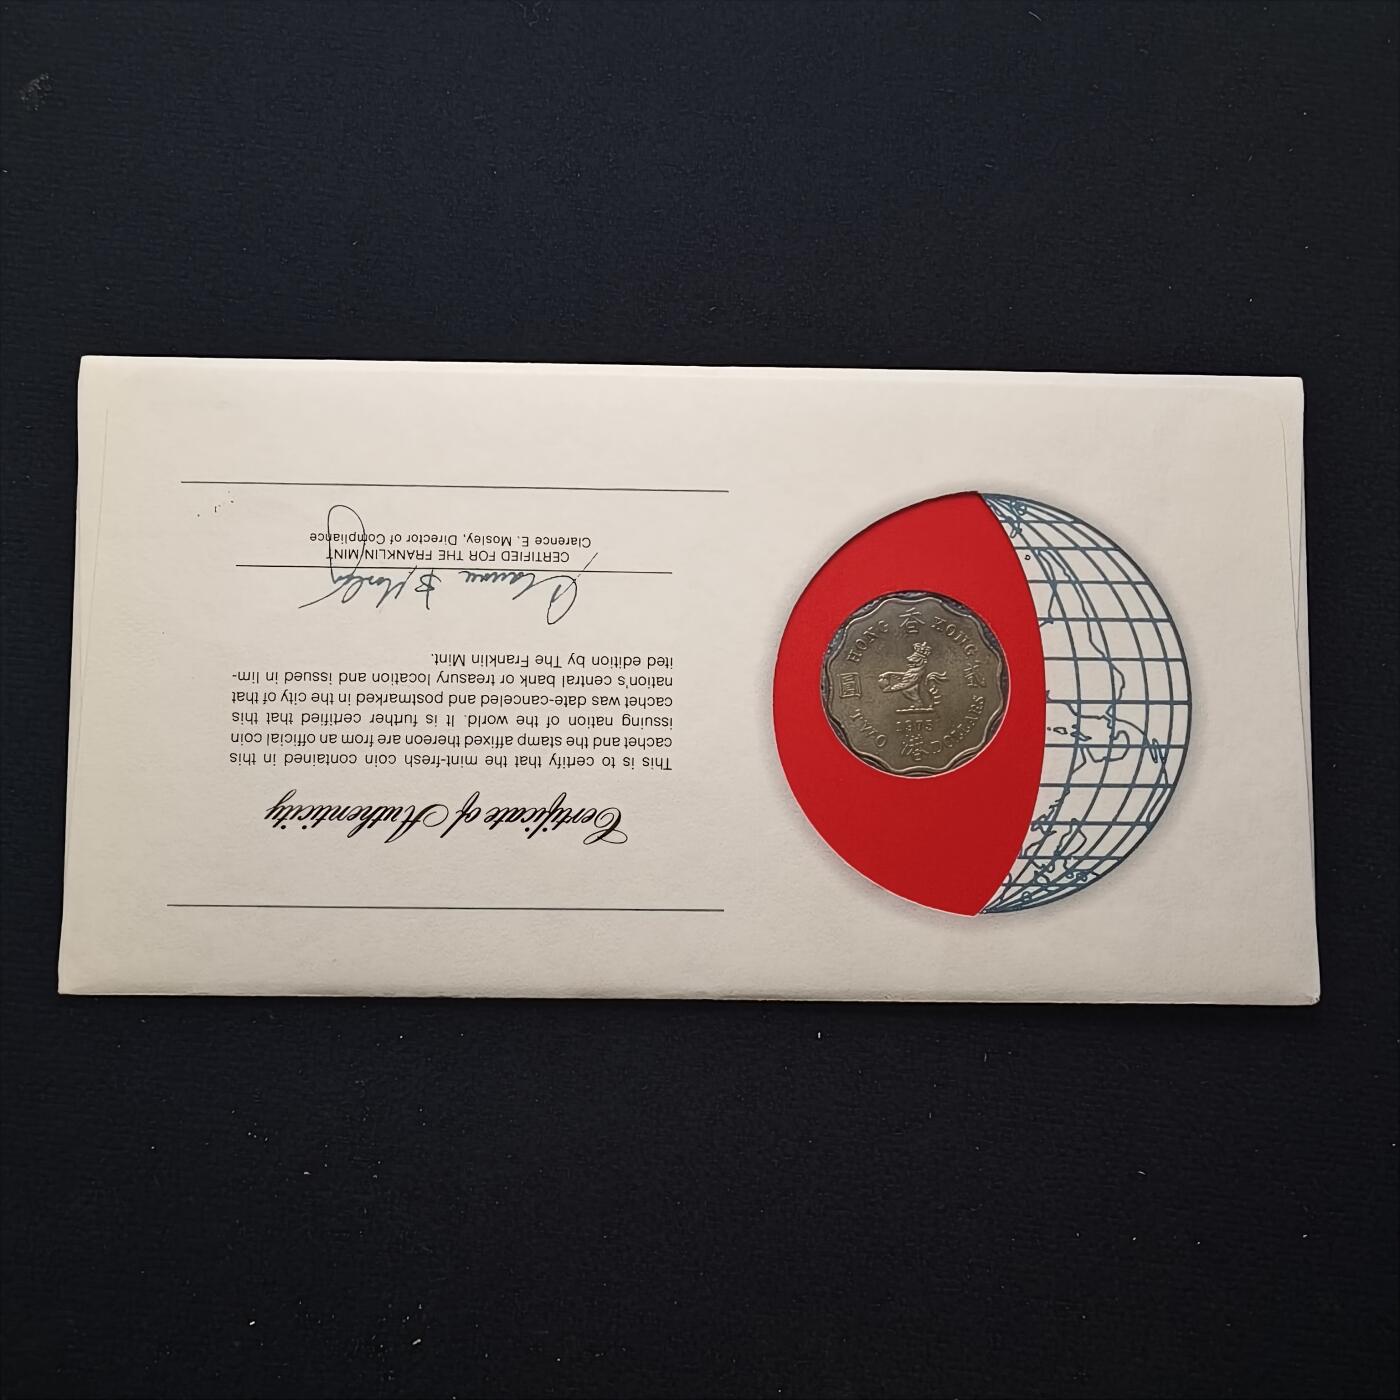 Certificate of Authenticity
This is to certify that the mint-fresh coin contained in this
cachet and the stamp affixed thereon are from an official coin
issuing nation of the world. It is further certified that this
cachet was date-canceled and postmarked in the city of that
nation's central bank or treasury location and issued in lim-
ited edition by The Franklin Mint.
Clarence E. Mosley
CERTIFIED FOR THE FRANKLIN MINT
Clarence E. Mosley, Director of Compliance
HONG 香 KONG
圓 港
1975
TWO 貳 DOLLARS